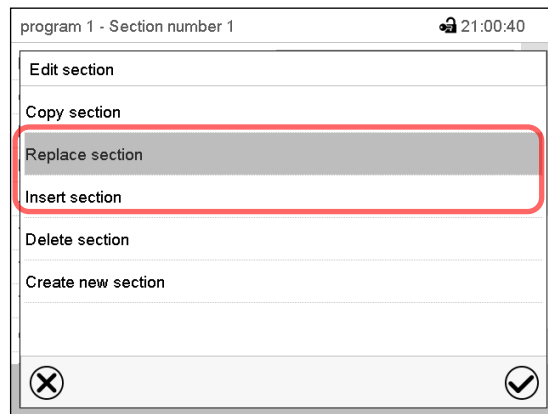 program 1 - Section number 1 21:00:40
Edit section
Copy section
Replace section
Insert section
Delete section
Create new section